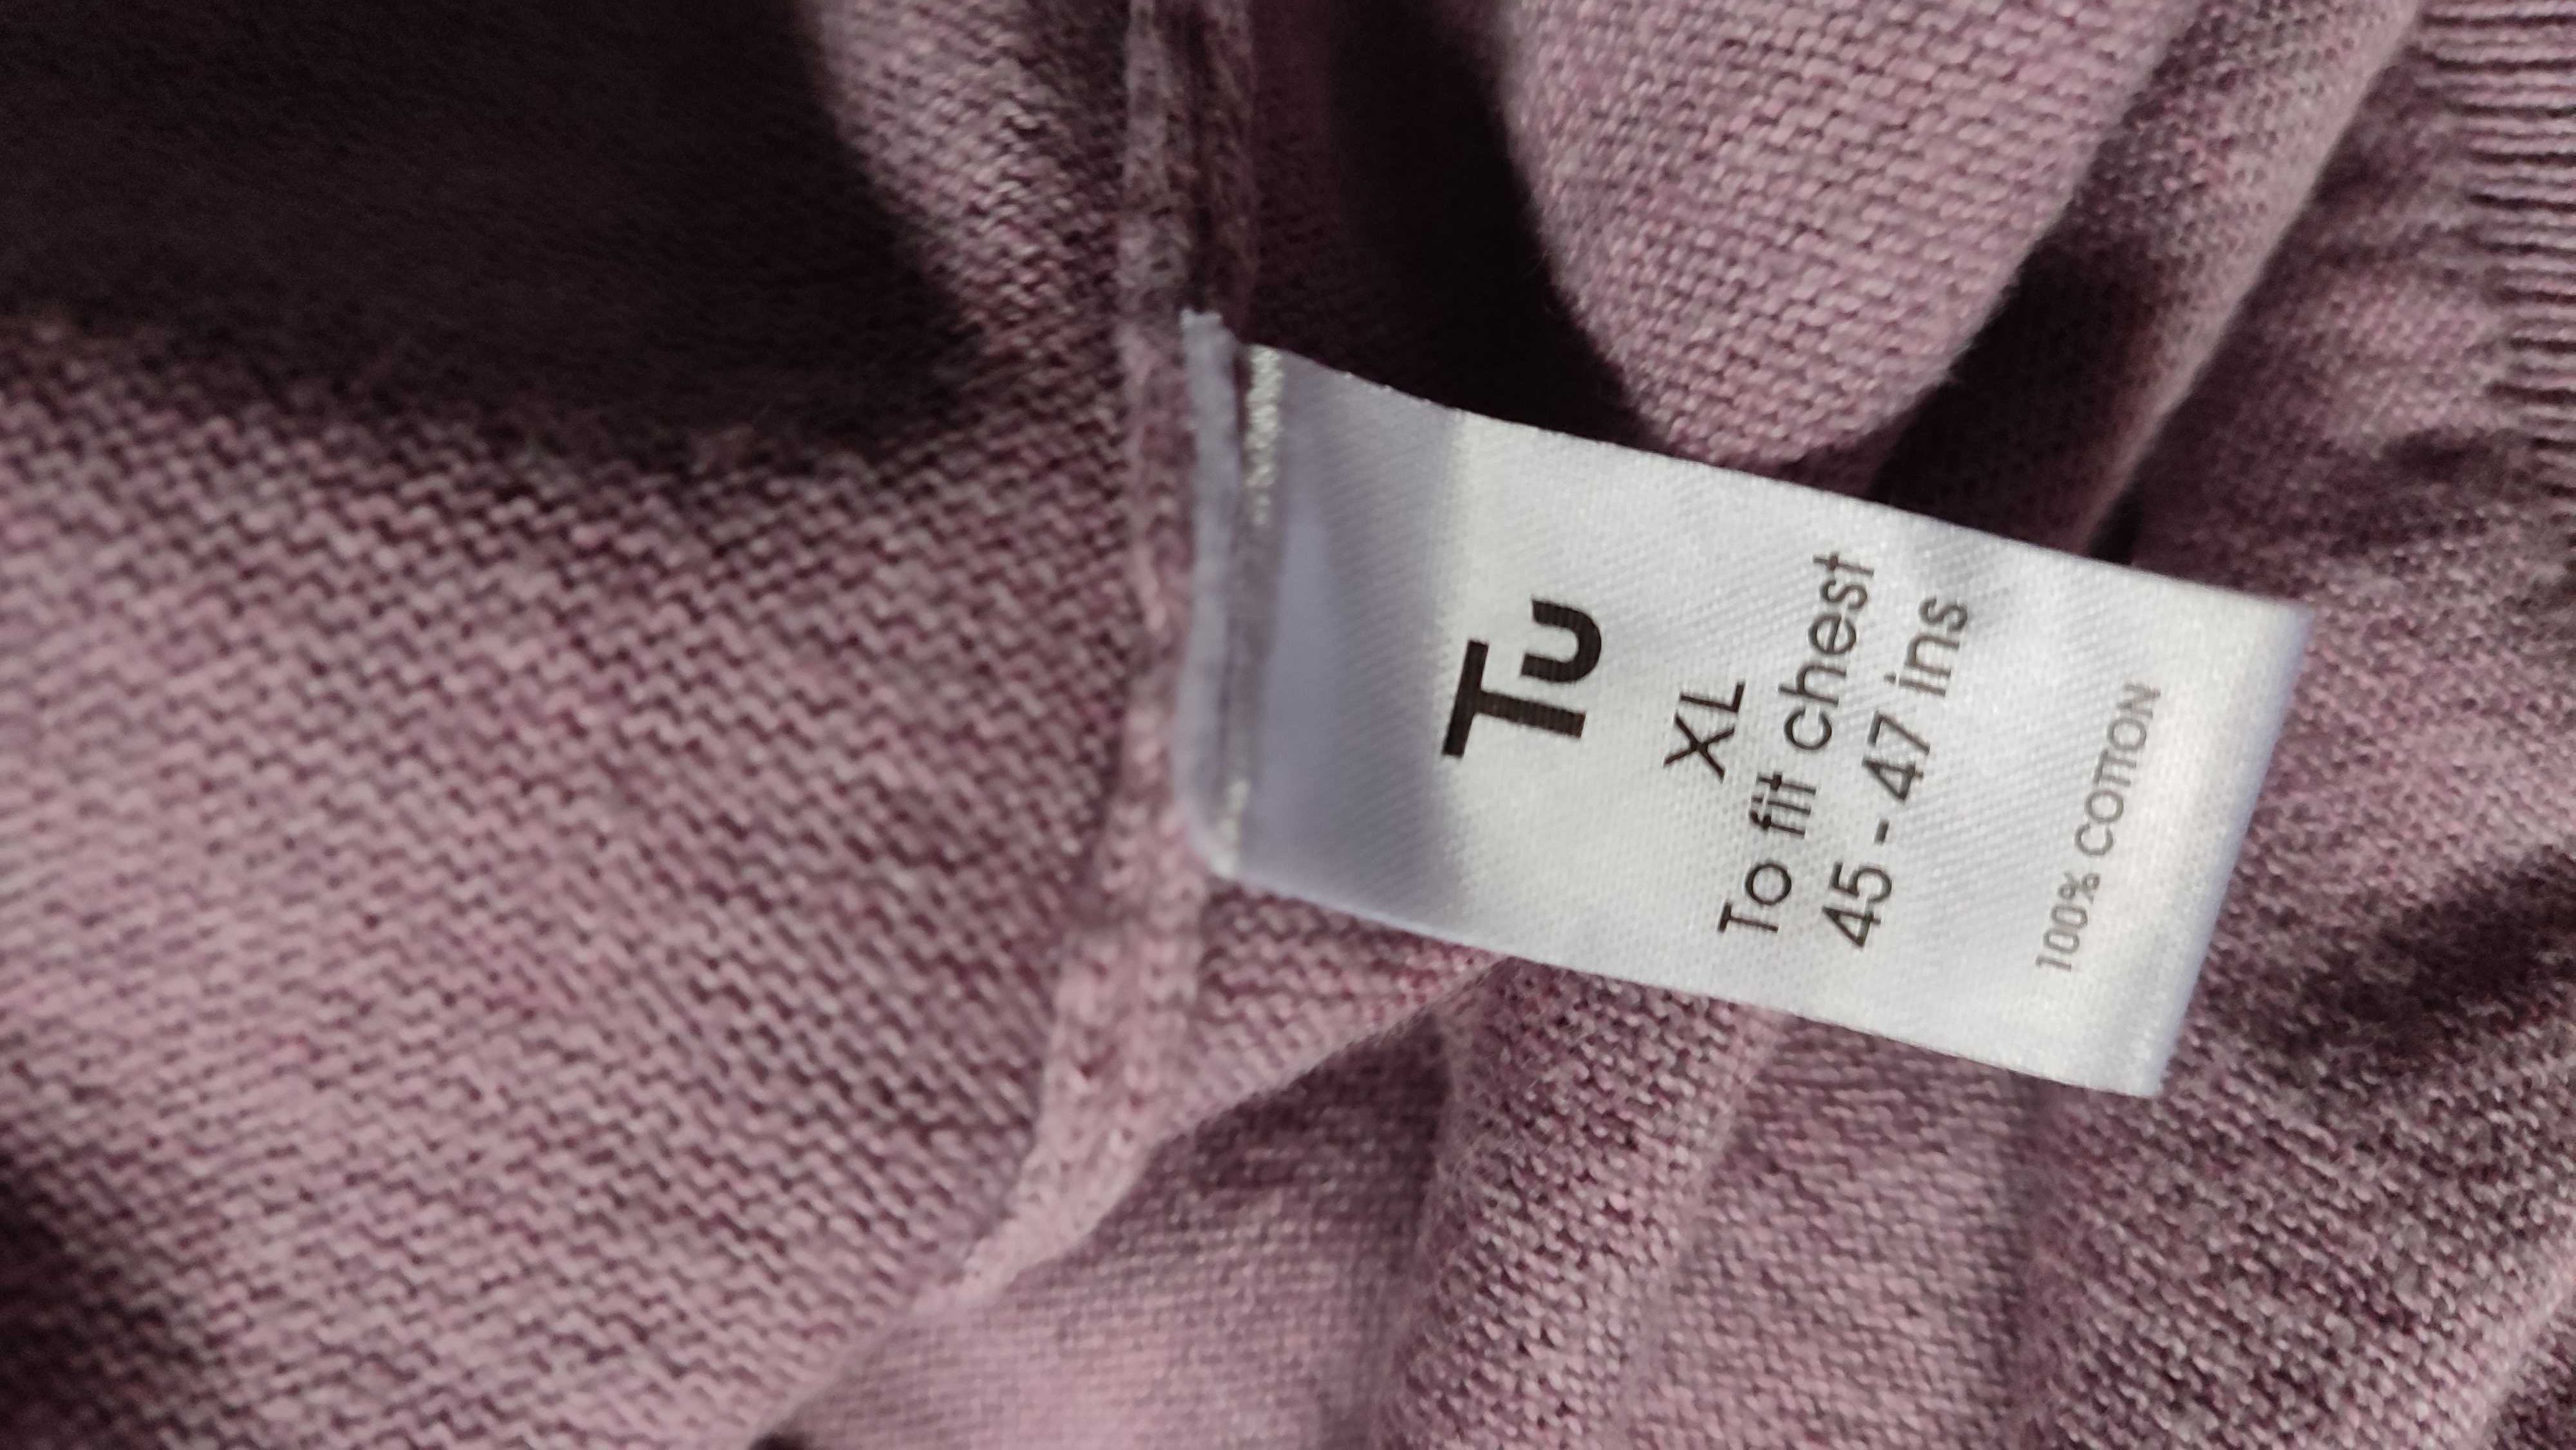 Tu
XL
To fit chest
45 - 47 ins
100% COTTON